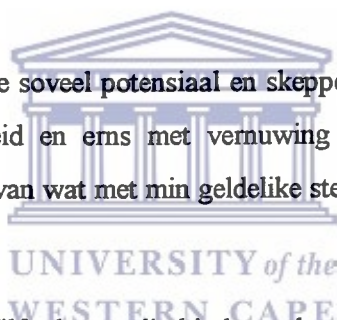 e soveel potensiaal en skepp
eid en erns met vernuwing
van wat met min geldelike ste
UNIVERSITY of the
WESTERN CAPE